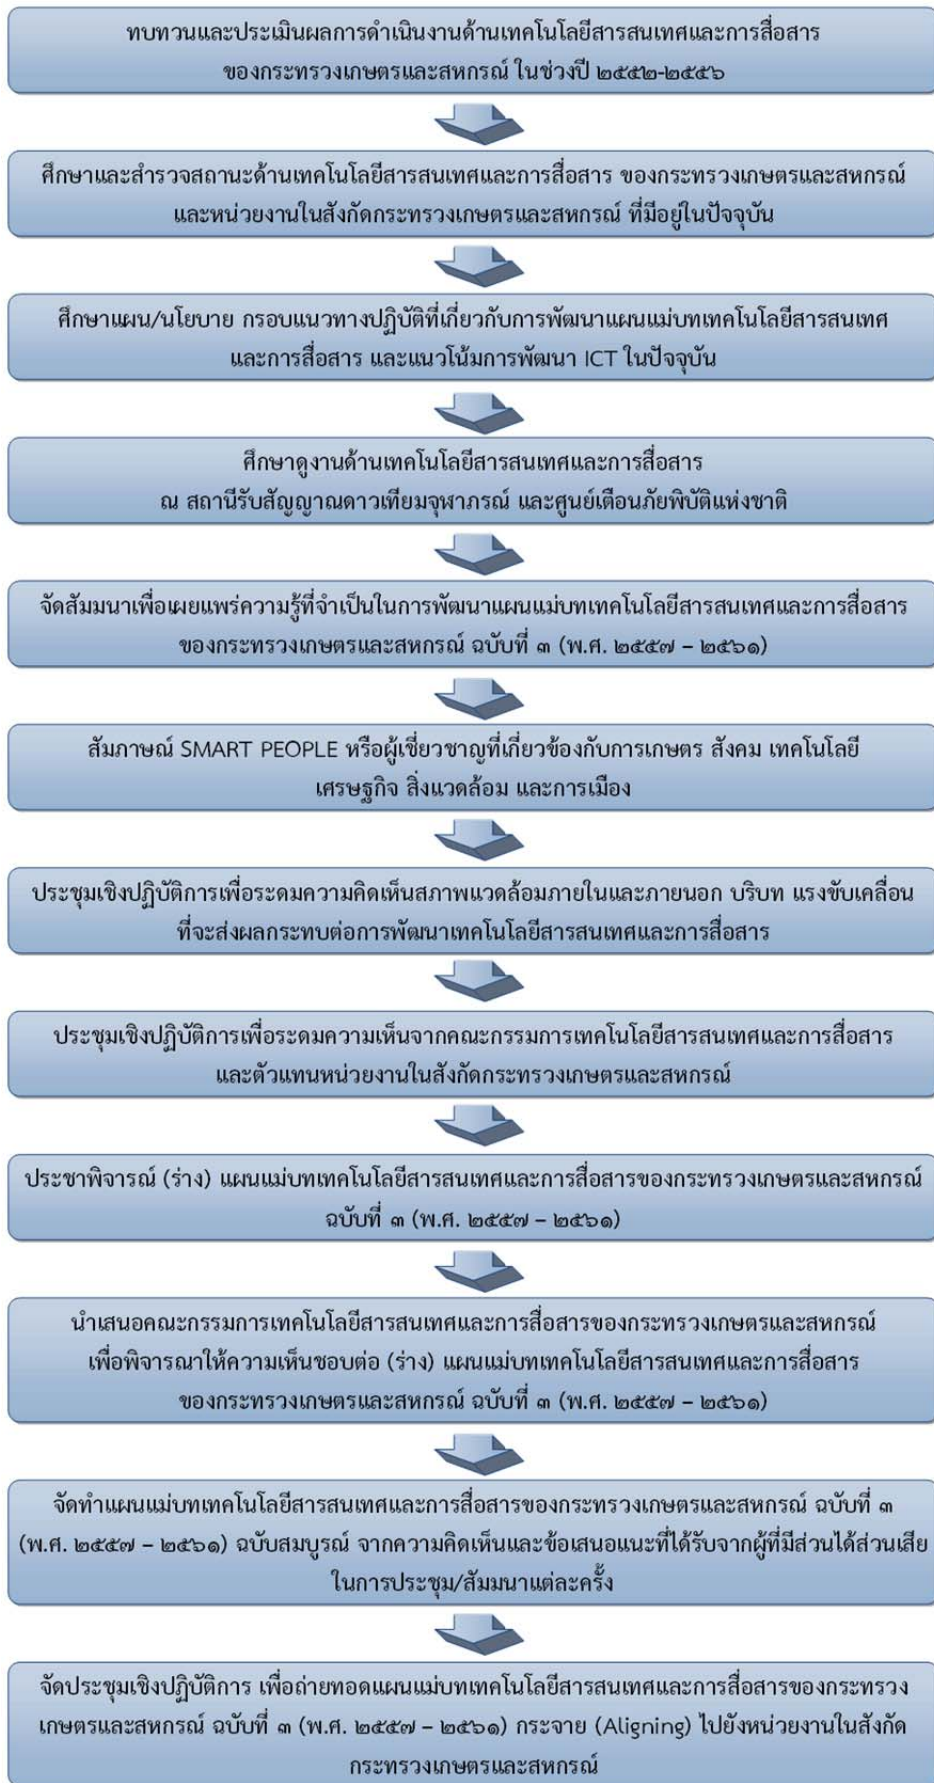 ทบทวนและประเมินผลการดำเนินงานด้านเทคโนโลยีสารสนเทศและการสื่อสาร
ของกระทรวงเกษตรและสหกรณ์ ในช่วงปี ๒๕๕๒-๒๕๕๖
ศึกษาและสำรวจสถานะด้านเทคโนโลยีสารสนเทศและการสื่อสาร ของกระทรวงเกษตรและสหกรณ์
และหน่วยงานในสังกัดกระทรวงเกษตรและสหกรณ์ ที่มีอยู่ในปัจจุบัน
ศึกษาแผน/นโยบาย กรอบแนวทางปฏิบัติที่เกี่ยวกับการพัฒนาแผนแม่บทเทคโนโลยีสารสนเทศ
และการสื่อสาร และแนวโน้มการพัฒนา ICT ในปัจจุบัน
ศึกษาดูงานด้านเทคโนโลยีสารสนเทศและการสื่อสาร
ณ สถานีรับสัญญาณดาวเทียมจุฬาภรณ์ และศูนย์เตือนภัยพิบัติแห่งชาติ
จัดสัมมนาเพื่อเผยแพร่ความรู้ที่จำเป็นในการพัฒนาแผนแม่บทเทคโนโลยีสารสนเทศและการสื่อสาร
ของกระทรวงเกษตรและสหกรณ์ ฉบับที่ ๓ (พ.ศ. ๒๕๕๗ – ๒๕๖๑)
สัมภาษณ์ SMART PEOPLE หรือผู้เชี่ยวชาญที่เกี่ยวข้องกับการเกษตร สังคม เทคโนโลยี
เศรษฐกิจ สิ่งแวดล้อม และการเมือง
ประชุมเชิงปฏิบัติการเพื่อระดมความคิดเห็นสภาพแวดล้อมภายในและภายนอก บริบท แรงขับเคลื่อน
ที่จะส่งผลกระทบต่อการพัฒนาเทคโนโลยีสารสนเทศและการสื่อสาร
ประชุมเชิงปฏิบัติการเพื่อระดมความเห็นจากคณะกรรมการเทคโนโลยีสารสนเทศและการสื่อสาร
และตัวแทนหน่วยงานในสังกัดกระทรวงเกษตรและสหกรณ์
ประชาพิจารณ์ (ร่าง) แผนแม่บทเทคโนโลยีสารสนเทศและการสื่อสารของกระทรวงเกษตรและสหกรณ์
ฉบับที่ ๓ (พ.ศ. ๒๕๕๗ – ๒๕๖๑)
นำเสนอคณะกรรมการเทคโนโลยีสารสนเทศและการสื่อสารของกระทรวงเกษตรและสหกรณ์
เพื่อพิจารณาให้ความเห็นชอบต่อ (ร่าง) แผนแม่บทเทคโนโลยีสารสนเทศและการสื่อสาร
ของกระทรวงเกษตรและสหกรณ์ ฉบับที่ ๓ (พ.ศ. ๒๕๕๗ – ๒๕๖๑)
จัดทำแผนแม่บทเทคโนโลยีสารสนเทศและการสื่อสารของกระทรวงเกษตรและสหกรณ์ ฉบับที่ ๓
(พ.ศ. ๒๕๕๗ – ๒๕๖๑) ฉบับสมบูรณ์ จากความคิดเห็นและข้อเสนอแนะที่ได้รับจากผู้ที่มีส่วนได้ส่วนเสีย
ในการประชุม/สัมมนาแต่ละครั้ง
จัดประชุมเชิงปฏิบัติการ เพื่อถ่ายทอดแผนแม่บทเทคโนโลยีสารสนเทศและการสื่อสารของกระทรวง
เกษตรและสหกรณ์ ฉบับที่ ๓ (พ.ศ. ๒๕๕๗ – ๒๕๖๑) กระจาย (Aligning) ไปยังหน่วยงานในสังกัด
กระทรวงเกษตรและสหกรณ์